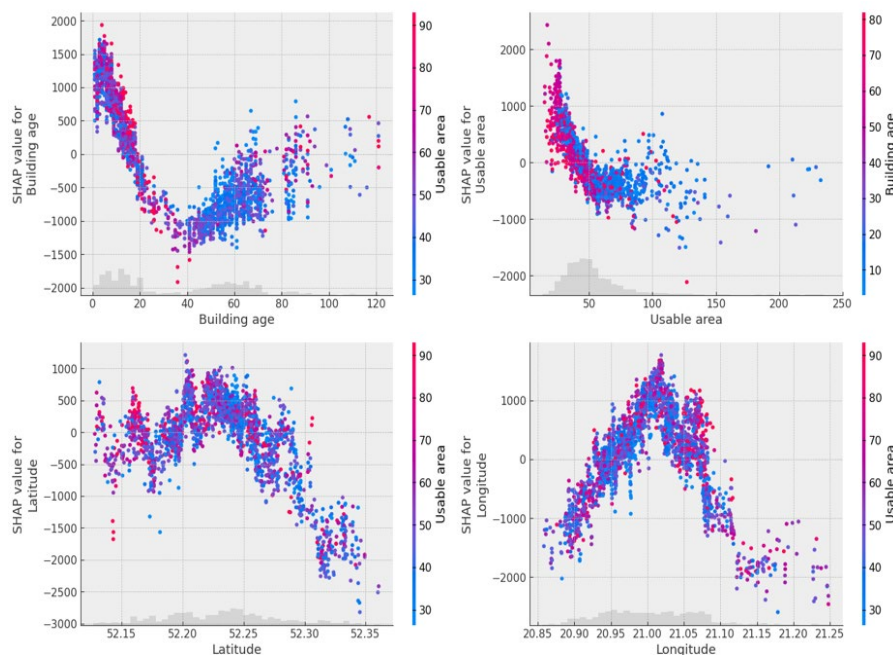 2000
1500
1000
500
0
-500
-1000
-1500
-2000
SHAP value for
Building age
0 20 40 60 80 100 120
Building age
90
80
70
60
50
40
30
Usable area
2000
1000
0
-1000
-2000
SHAP value for
Usable area
50 100 150 200 250
Usable area
80
70
60
50
40
30
20
10
Building age
1000
500
0
-500
-1000
-1500
-2000
-2500
-3000
SHAP value for
Latitude
52.15 52.20 52.25 52.30 52.35
Latitude
90
80
70
60
50
40
30
Usable area
1000
0
-1000
-2000
SHAP value for
Longitude
20.85 20.90 20.95 21.00 21.05 21.10 21.15 21.20 21.25
Longitude
90
80
70
60
50
40
30
Usable area